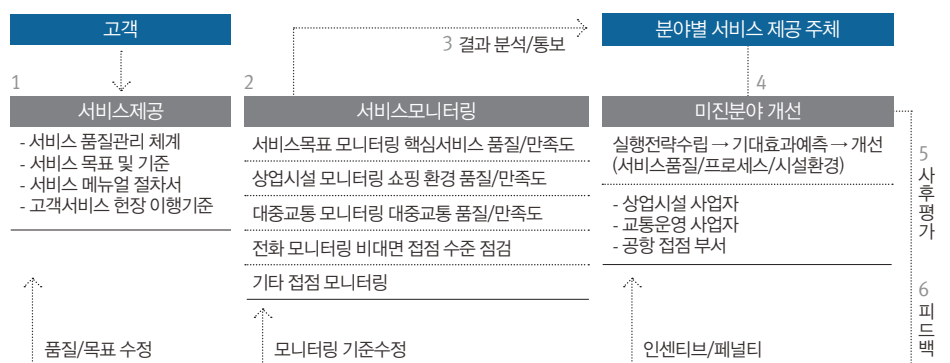 고객
3 결과 분석/통보
분야별 서비스 제공 주체
1
서비스제공
- 서비스 품질관리 체계
- 서비스 목표 및 기준
- 서비스 메뉴얼 절차서
- 고객서비스 헌장 이행기준
품질/목표 수정
2
서비스모니터링
서비스목표 모니터링 핵심서비스 품질/만족도
상업시설 모니터링 쇼핑 환경 품질/만족도
대중교통 모니터링 대중교통 품질/만족도
전화 모니터링 비대면 접점 수준 점검
기타 접점 모니터링
모니터링 기준수정
4
미진분야 개선
실행전략수립 → 기대효과예측 → 개선
(서비스품질/프로세스/시설환경)
- 상업시설 사업자
- 교통운영 사업자
- 공항 접점 부서
인센티브/페널티
5 사후평가
6 피드백